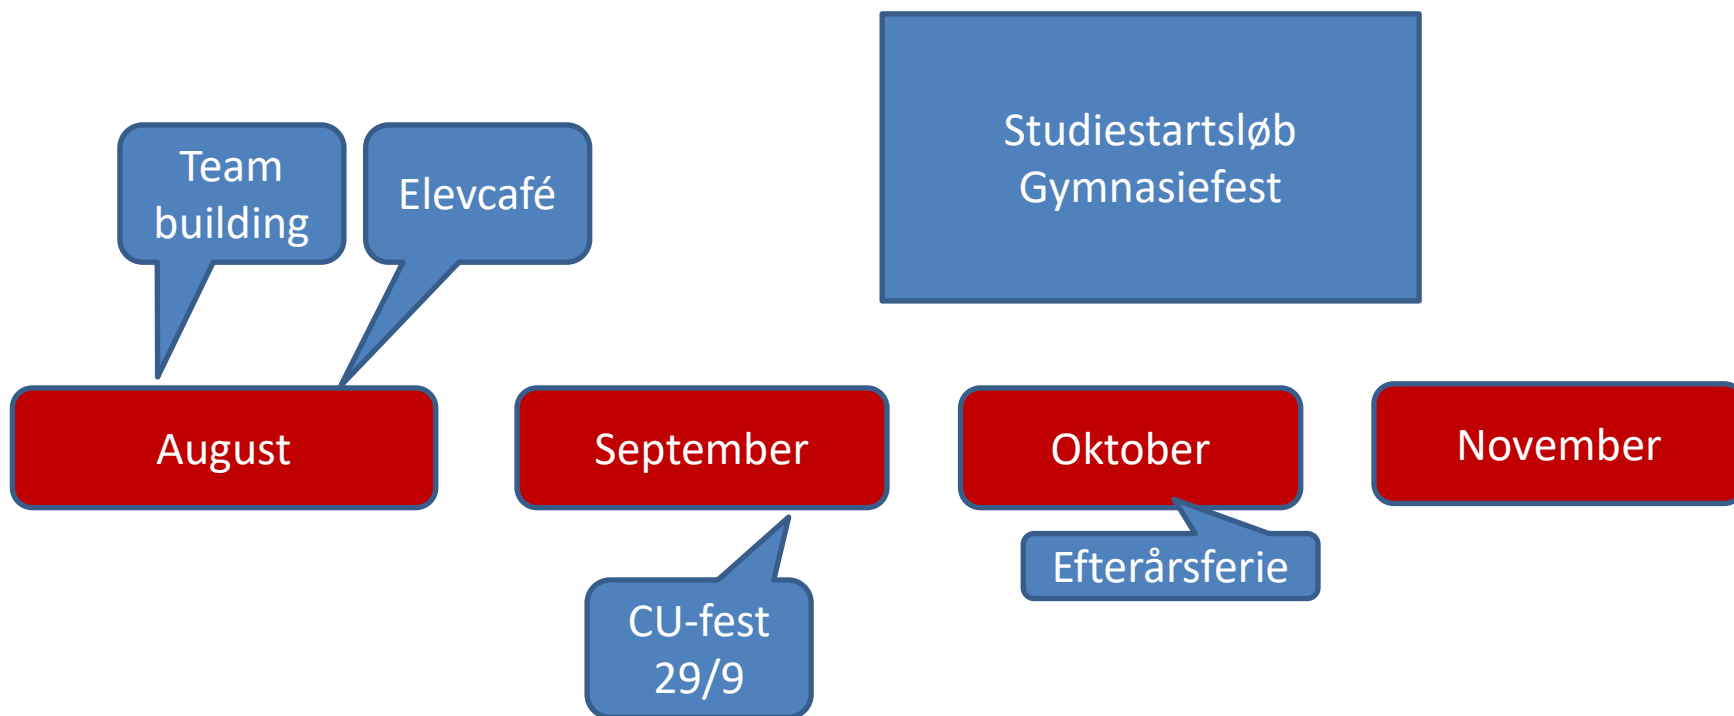 Studiestartsløb
Gymnasiefest
Team
building
Elevcafé
August
September
Oktober
November
Efterårsferie
CU-fest
29/9